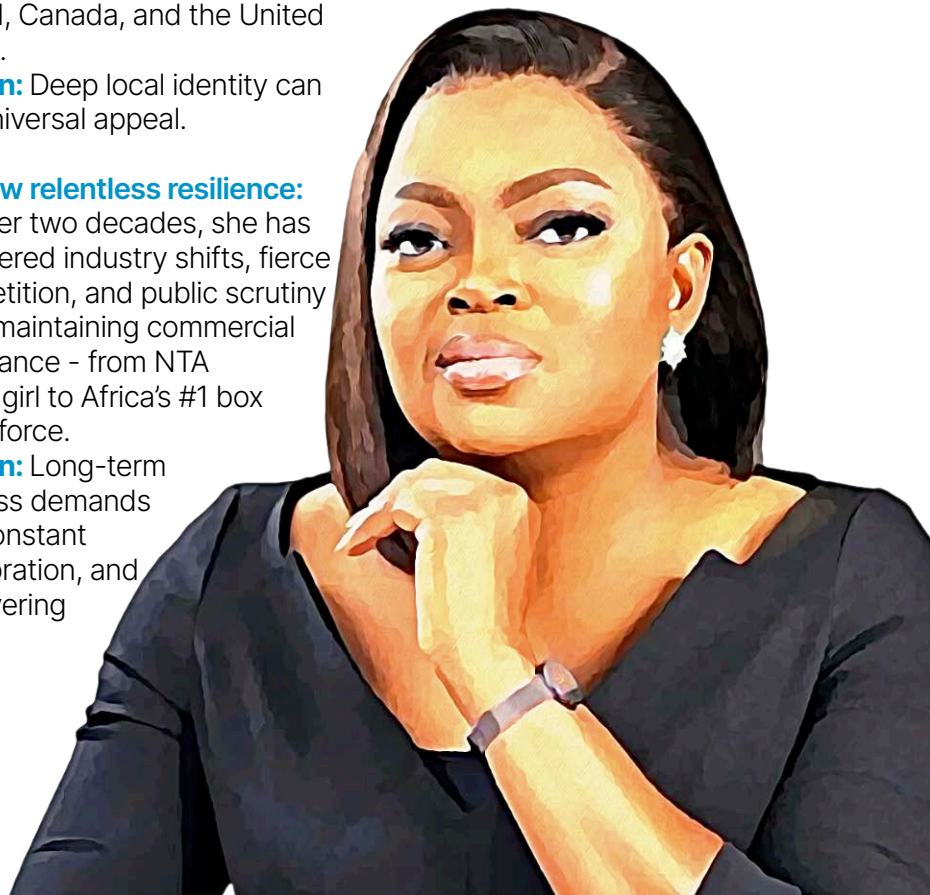 , Canada, and the United
.
n: Deep local identity can
niversal appeal.
w relentless resilience:
er two decades, she has
ered industry shifts, fierce
etition, and public scrutiny
maintaining commercial
ance - from NTA
girl to Africa's #1 box
force.
n: Long-term
ss demands
onstant
oration, and
vering